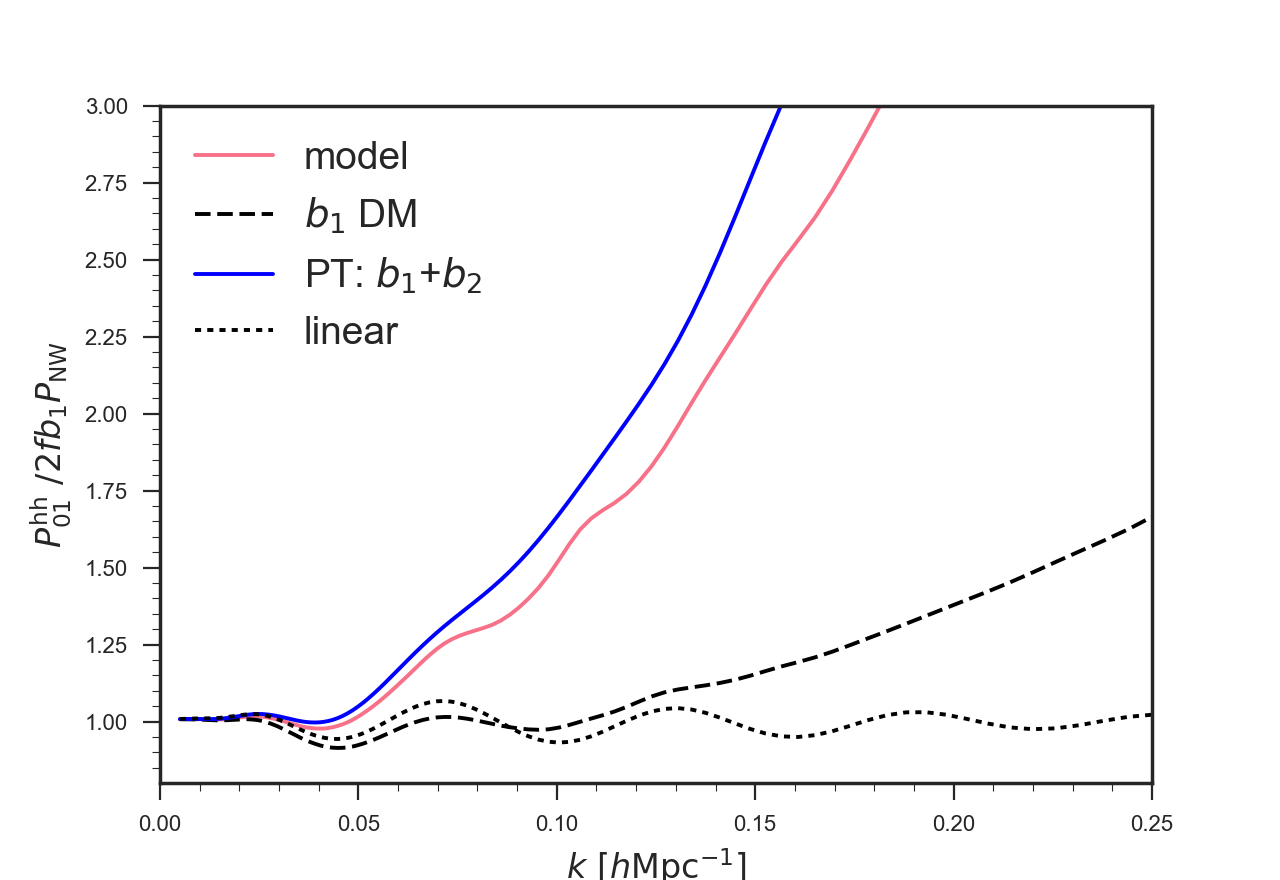 3.00
2.75
2.50
2.25
2.00
1.75
1.50
1.25
1.00
P₀₁ʰʰ /2fb₁P_NW
model
b₁ DM
PT: b₁+b₂
linear
0.00 0.05 0.10 0.15 0.20 0.25
k [hMpc⁻¹]